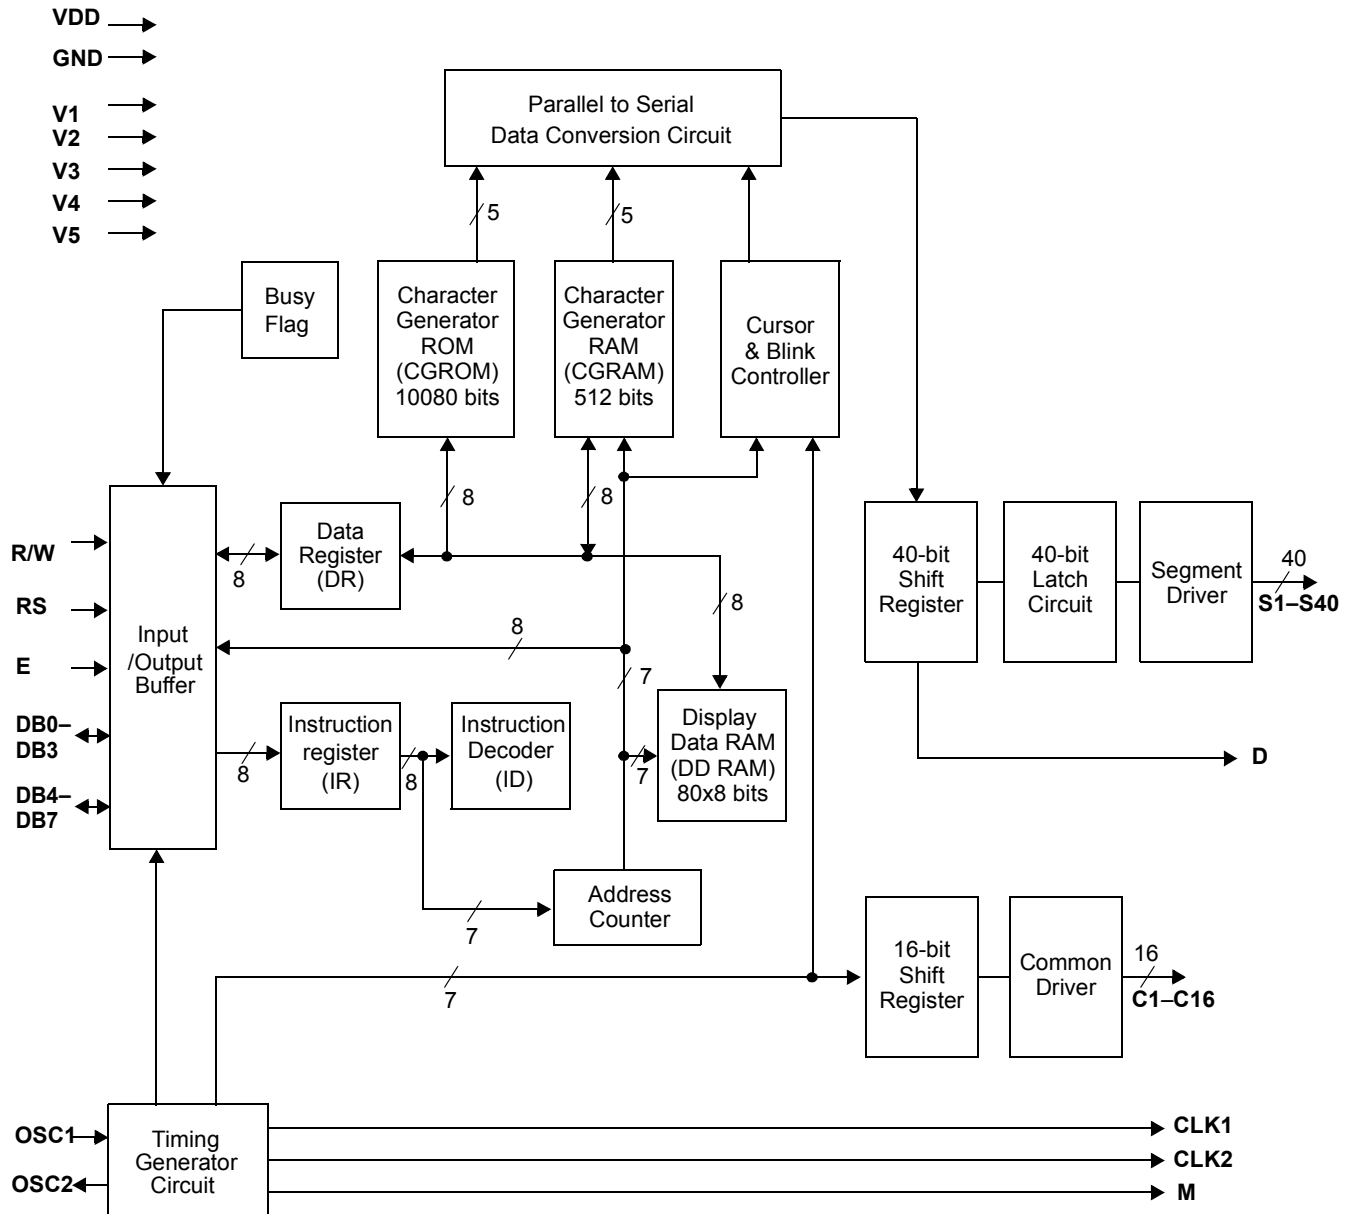 VDD
GND
V1
V2
V3
V4
V5
Parallel to Serial
Data Conversion Circuit
5
5
Busy
Flag
Character
Generator
ROM
(CGROM)
10080 bits
Character
Generator
RAM
(CGRAM)
512 bits
Cursor
& Blink
Controller
8
8
R/W
RS
E
DB0–
DB3
DB4–
DB7
Input
/Output
Buffer
8
Data
Register
(DR)
8
8
7
8
Instruction
register
(IR)
8
Instruction
Decoder
(ID)
7
Display
Data RAM
(DD RAM)
80x8 bits
40-bit
Shift
Register
40-bit
Latch
Circuit
Segment
Driver
40
S1–S40
D
7
Address
Counter
7
16-bit
Shift
Register
Common
Driver
16
C1–C16
OSC1
OSC2
Timing
Generator
Circuit
CLK1
CLK2
M